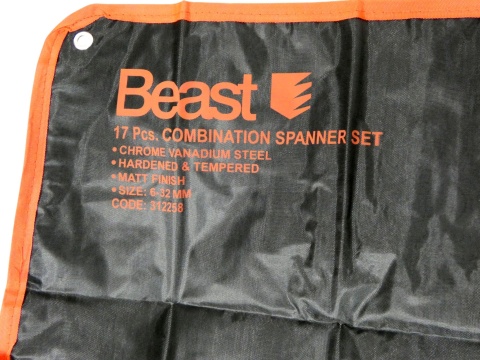 Beast
17 Pcs. COMBINATION SPANNER SET
• CHROME VANADIUM STEEL
• HARDENED & TEMPERED
• MATT FINISH
• SIZE: 6-32 MM
CODE: 312258